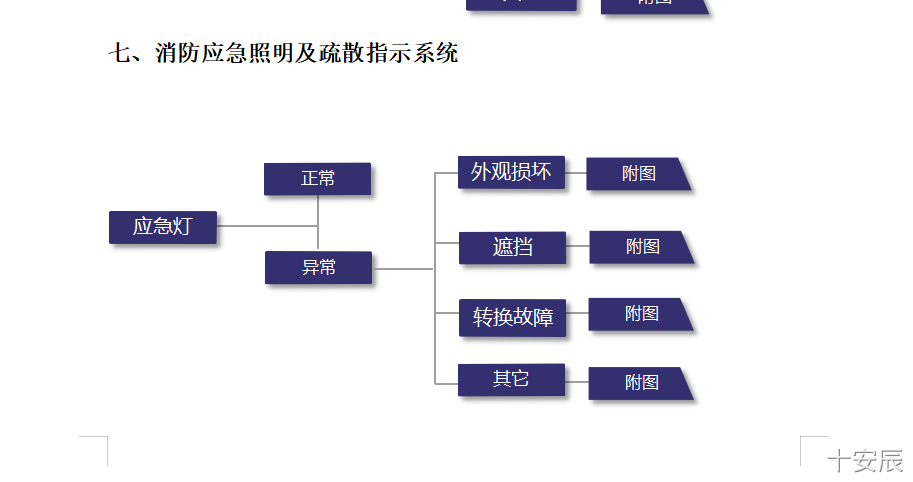 七、消防应急照明及疏散指示系统
正常
外观损坏
附图
应急灯
遮挡
附图
异常
转换故障
附图
其它
附图
十安辰